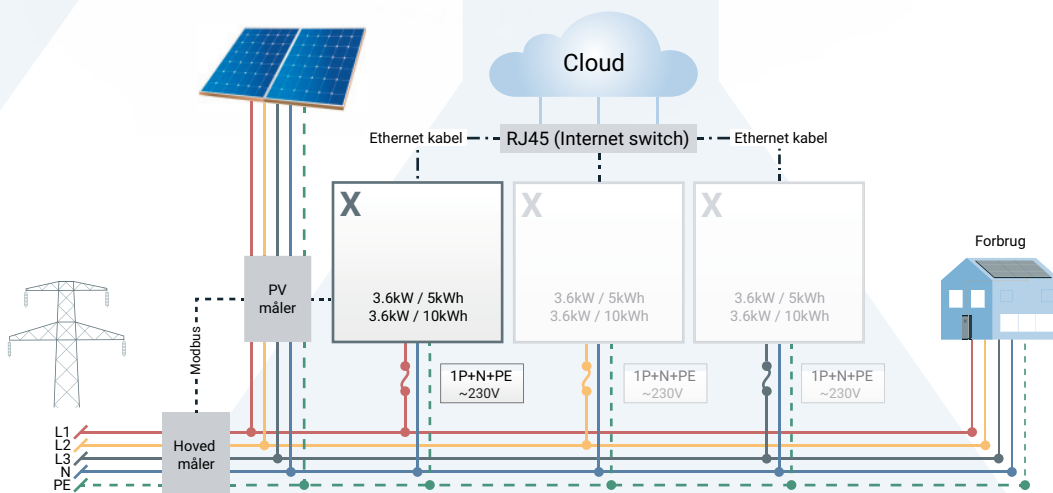 Cloud
Ethernet kabel
RJ45 (Internet switch)
Ethernet kabel
X
X
X
Forbrug
PV
måler
3.6kW / 5kWh
3.6kW / 10kWh
3.6kW / 5kWh
3.6kW / 10kWh
3.6kW / 5kWh
3.6kW / 10kWh
Modbus
1P+N+PE
~230V
1P+N+PE
~230V
1P+N+PE
~230V
Hoved
måler
L1
L2
L3
N
PE